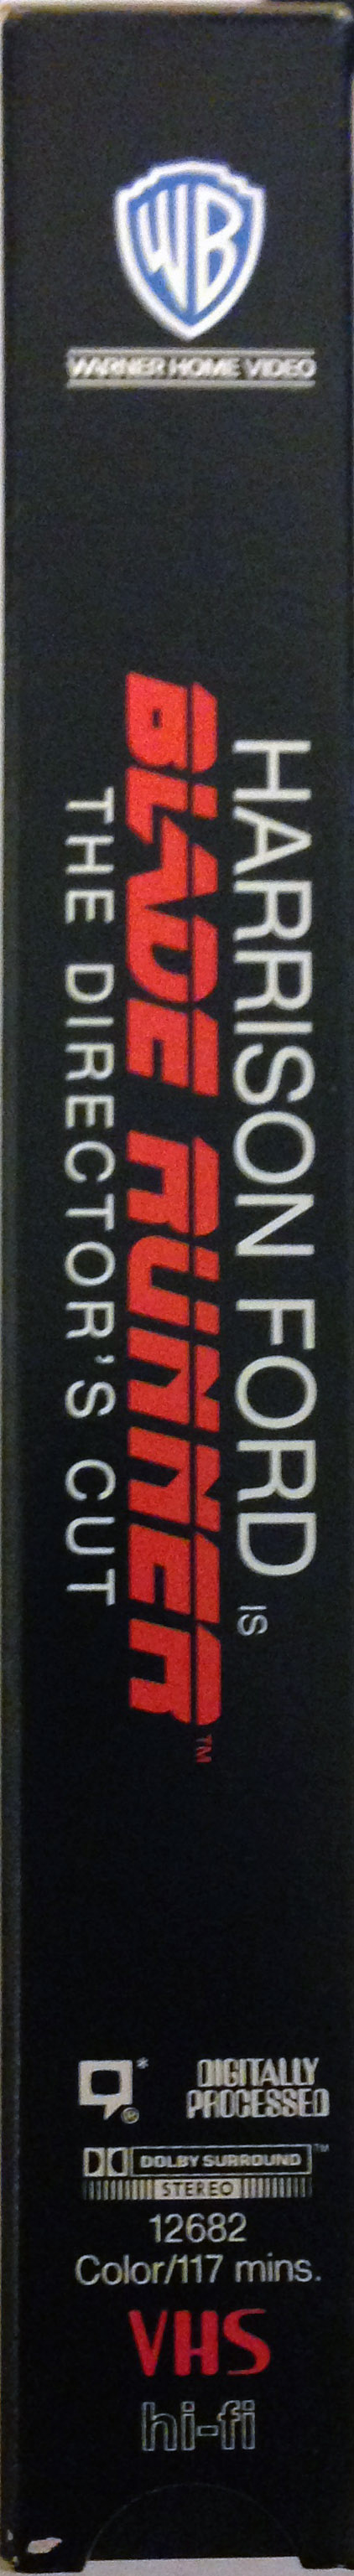 WB
WARNER HOME VIDEO
HARRISON FORD IS
BLADE RUNNER™
THE DIRECTOR'S CUT
*
®
DIGITALLY
PROCESSED
DOLBY SURROUND™
STEREO
12682
Color/117 mins.
VHS
hi-fi